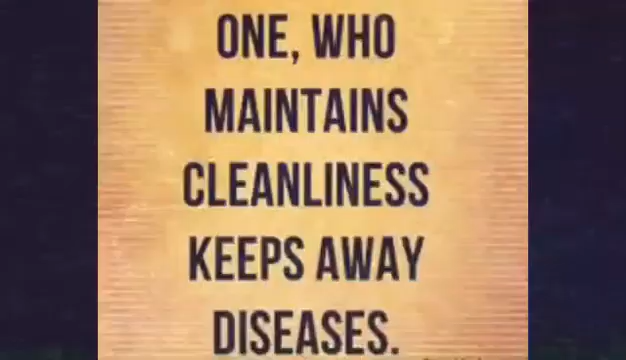 ONE, WHO
MAINTAINS
CLEANLINESS
KEEPS AWAY
DISEASES.